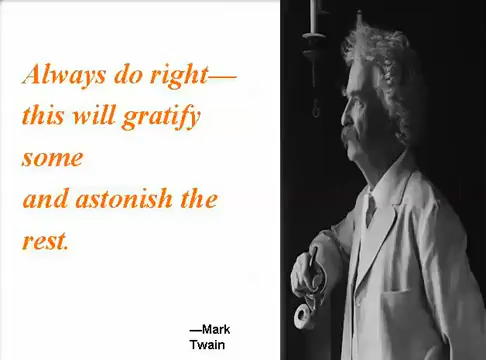 Always do right—
this will gratify
some
and astonish the
rest.
—Mark
Twain